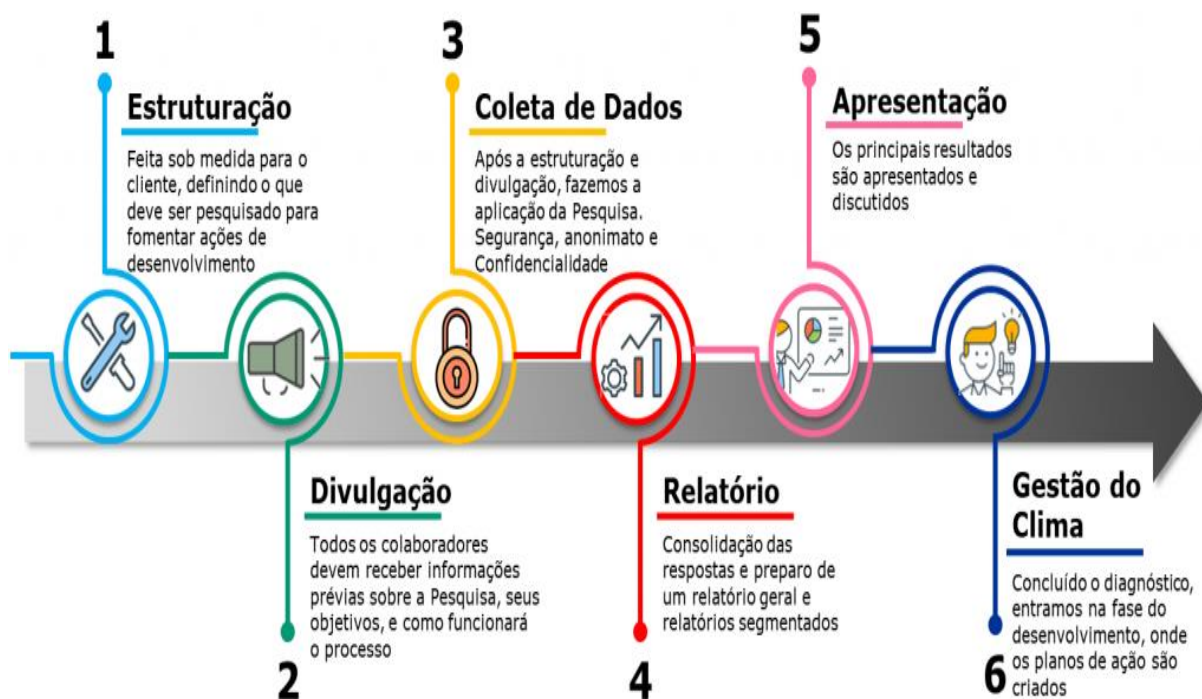 1
Estruturação
Feita sob medida para o
cliente, definindo o que
deve ser pesquisado para
fomentar ações de
desenvolvimento
Divulgação
Todos os colaboradores
devem receber informações
prévias sobre a Pesquisa, seus
objetivos, e como funcionará
o processo
2
3
Coleta de Dados
Após a estruturação e
divulgação, fazemos a
aplicação da Pesquisa.
Segurança, anonimato e
Confidencialidade
Relatório
Consolidação das
respostas e preparo de
um relatório geral e
relatórios segmentados
4
5
Apresentação
Os principais resultados
são apresentados e
discutidos
Gestão do
Clima
Concluído o diagnóstico,
entramos na fase do
desenvolvimento, onde
os planos de ação são
criados
6